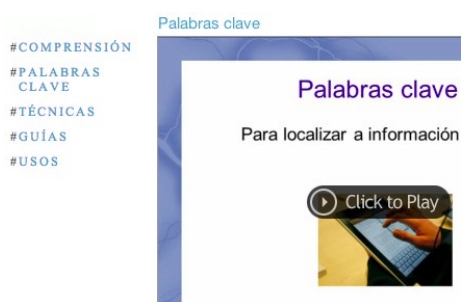 Palabras clave
#COMPRENSIÓN
#PALABRAS
CLAVE
#TÉCNICAS
#GUÍAS
#USOS
Palabras clave
Para localizar a información
Click to Play